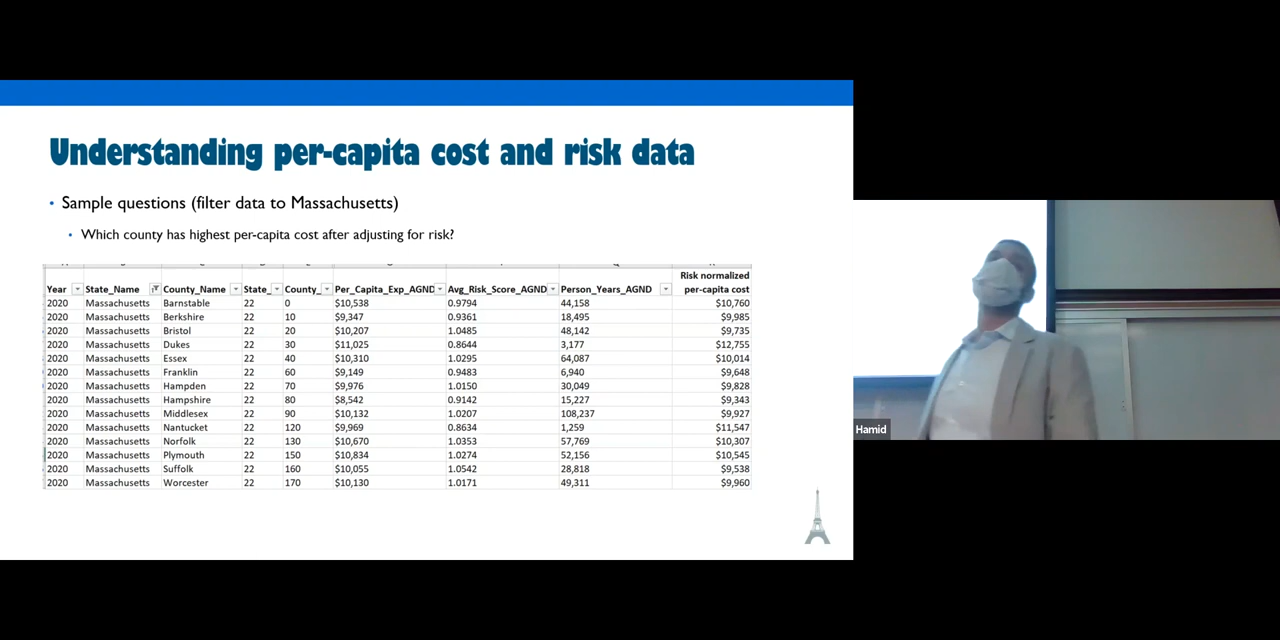 Understanding per-capita cost and risk data
• Sample questions (filter data to Massachusetts)
• Which county has highest per-capita cost after adjusting for risk?
Risk normalized
Year State_Name County_Name State_ County_ Per_Capita_Exp_AGND Avg_Risk_Score_AGND Person_Years_AGND per-capita cost
2020 Massachusetts Barnstable 22 0 $10,538 0.9794 44,158 $10,760
2020 Massachusetts Berkshire 22 10 $9,347 0.9361 18,495 $9,985
2020 Massachusetts Bristol 22 20 $10,207 1.0485 48,142 $9,735
2020 Massachusetts Dukes 22 30 $11,025 0.8644 3,177 $12,755
2020 Massachusetts Essex 22 40 $10,310 1.0295 64,087 $10,014
2020 Massachusetts Franklin 22 60 $9,149 0.9483 6,940 $9,648
2020 Massachusetts Hampden 22 70 $9,976 1.0150 30,049 $9,828
2020 Massachusetts Hampshire 22 80 $8,542 0.9142 15,227 $9,343
2020 Massachusetts Middlesex 22 90 $10,132 1.0207 108,237 $9,927
2020 Massachusetts Nantucket 22 120 $9,969 0.8634 1,259 $11,547
2020 Massachusetts Norfolk 22 130 $10,670 1.0353 57,769 $10,307
2020 Massachusetts Plymouth 22 150 $10,834 1.0274 52,156 $10,545
2020 Massachusetts Suffolk 22 160 $10,055 1.0542 28,818 $9,538
2020 Massachusetts Worcester 22 170 $10,130 1.0171 49,311 $9,960
Hamid